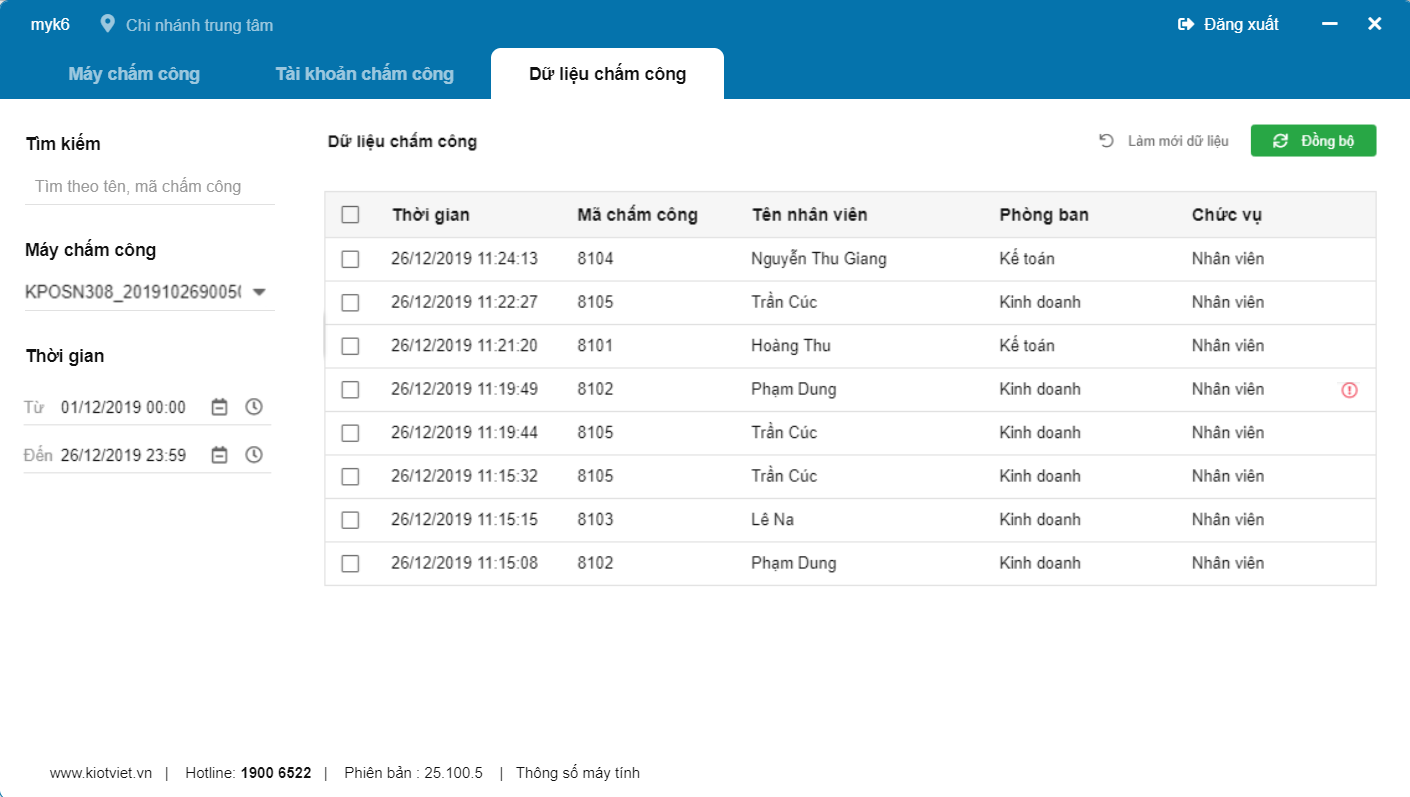 myk6 Chi nhánh trung tâm Đăng xuất
Máy chấm công Tài khoản chấm công Dữ liệu chấm công
Tìm kiếm
Tìm theo tên, mã chấm công
Máy chấm công
KPOSN308_2019102690050
Thời gian
Từ 01/12/2019 00:00
Đến 26/12/2019 23:59
Dữ liệu chấm công Làm mới dữ liệu Đồng bộ
Thời gian Mã chấm công Tên nhân viên Phòng ban Chức vụ
26/12/2019 11:24:13 8104 Nguyễn Thu Giang Kế toán Nhân viên
26/12/2019 11:22:27 8105 Trần Cúc Kinh doanh Nhân viên
26/12/2019 11:21:20 8101 Hoàng Thu Kế toán Nhân viên
26/12/2019 11:19:49 8102 Phạm Dung Kinh doanh Nhân viên
26/12/2019 11:19:44 8105 Trần Cúc Kinh doanh Nhân viên
26/12/2019 11:15:32 8105 Trần Cúc Kinh doanh Nhân viên
26/12/2019 11:15:15 8103 Lê Na Kinh doanh Nhân viên
26/12/2019 11:15:08 8102 Phạm Dung Kinh doanh Nhân viên
www.kiotviet.vn | Hotline: 1900 6522 | Phiên bản : 25.100.5 | Thông số máy tính